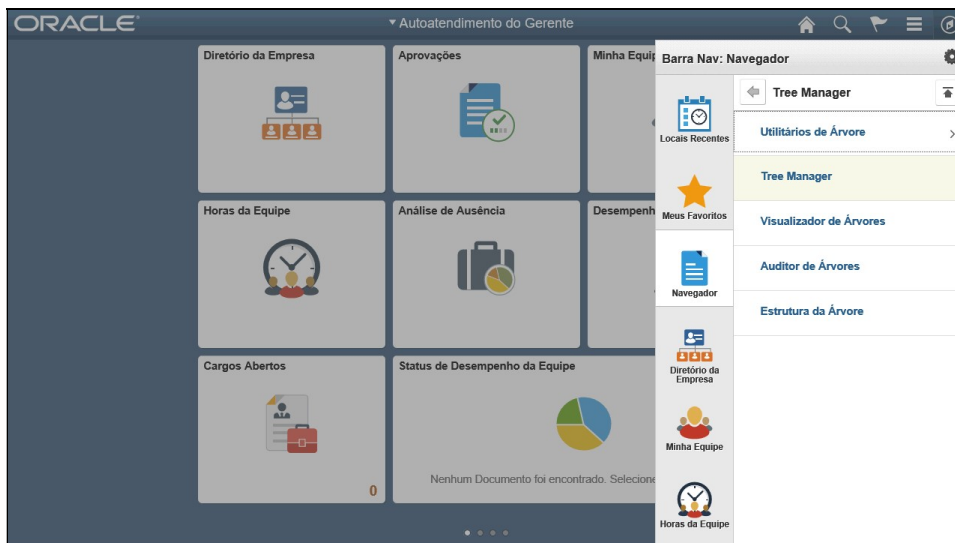 ORACLE
Autoatendimento do Gerente
Diretório da Empresa
Aprovações
Minha Equip
Horas da Equipe
Análise de Ausência
Desempenh
Cargos Abertos
0
Status de Desempenho da Equipe
Nenhum Documento foi encontrado. Selecione
Barra Nav: Navegador
Locais Recentes
Meus Favoritos
Navegador
Diretório da
Empresa
Minha Equipe
Horas da Equipe
Tree Manager
Utilitários de Árvore
Tree Manager
Visualizador de Árvores
Auditor de Árvores
Estrutura da Árvore